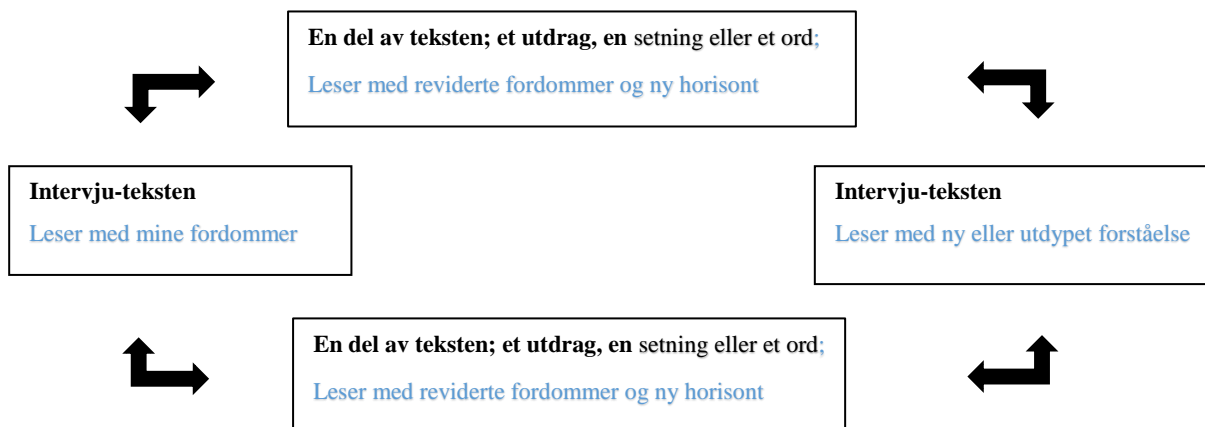 En del av teksten; et utdrag, en setning eller et ord;
Leser med reviderte fordommer og ny horisont
Intervju-teksten
Leser med mine fordommer
Intervju-teksten
Leser med ny eller utdypet forståelse
En del av teksten; et utdrag, en setning eller et ord;
Leser med reviderte fordommer og ny horisont